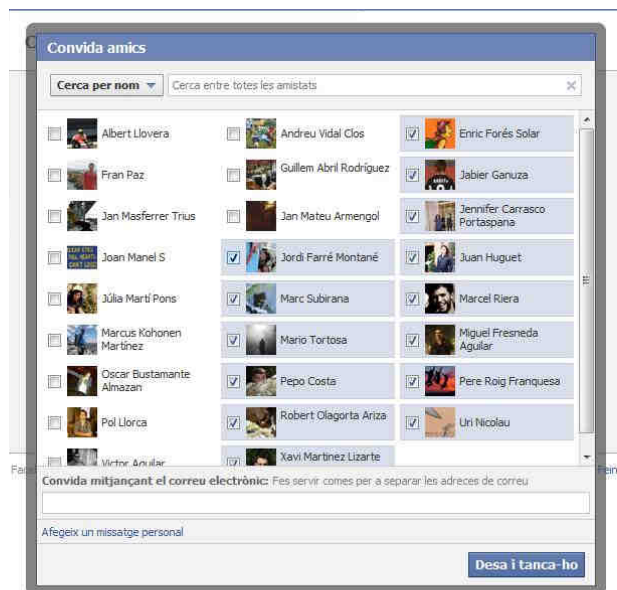 C
Convida amics
Cerca per nom
Cerca entre totes les amistats
Albert Llovera
Andreu Vidal Clos
Enric Forés Solar
Fran Paz
Guillem Abril Rodríguez
Jabier Ganuza
Jan Masferrer Trius
Jan Mateu Armengol
Jennifer Carrasco
Portaspana
Joan Manel S
Jordi Farré Montané
Juan Huguet
Júlia Martí Pons
Marc Subirana
Marcel Riera
Marcus Kohonen
Martínez
Mario Tortosa
Miguel Fresneda
Aguilar
Oscar Bustamante
Almazan
Pepo Costa
Pere Roig Franquesa
Pol Llorca
Robert Olagorta Ariza
Uri Nicolau
Victor Aguilar
Xavi Martinez Lizarte
Convida mitjançant el correu electrònic: Fes servir comes per a separar les adreces de correu
Afegeix un missatge personal
Desa i tanca-ho